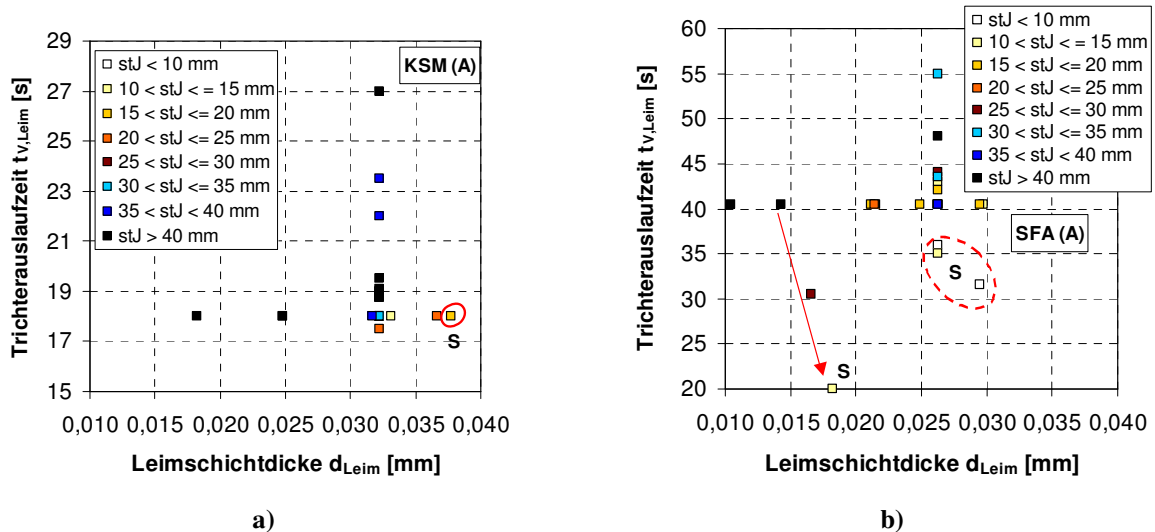 29
27
25
23
21
19
17
15
Trichterauslaufzeit tv,Leim [s]
KSM (A)
stJ < 10 mm
10 < stJ <= 15 mm
15 < stJ <= 20 mm
20 < stJ <= 25 mm
25 < stJ <= 30 mm
30 < stJ <= 35 mm
35 < stJ < 40 mm
stJ > 40 mm
S
0,010 0,015 0,020 0,025 0,030 0,035 0,040
Leimschichtdicke dLeim [mm]
a)
60
55
50
45
40
35
30
25
20
Trichterauslaufzeit tv,Leim [s]
stJ < 10 mm
10 < stJ <= 15 mm
15 < stJ <= 20 mm
20 < stJ <= 25 mm
25 < stJ <= 30 mm
30 < stJ <= 35 mm
35 < stJ < 40 mm
stJ > 40 mm
SFA (A)
S
S
0,010 0,015 0,020 0,025 0,030 0,035 0,040
Leimschichtdicke dLeim [mm]
b)